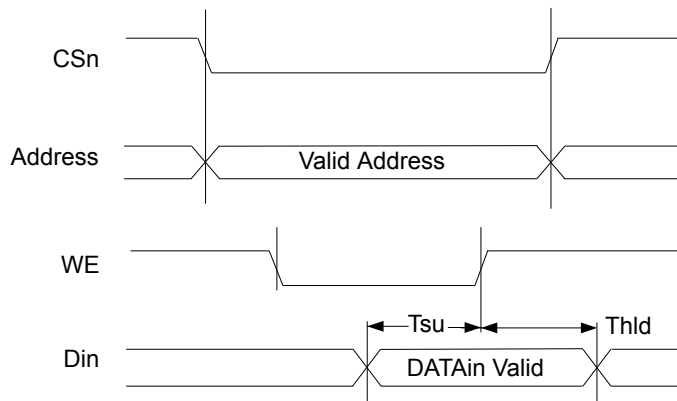 CSn
Address
Valid Address
WE
Tsu
Thld
Din
DATAin Valid